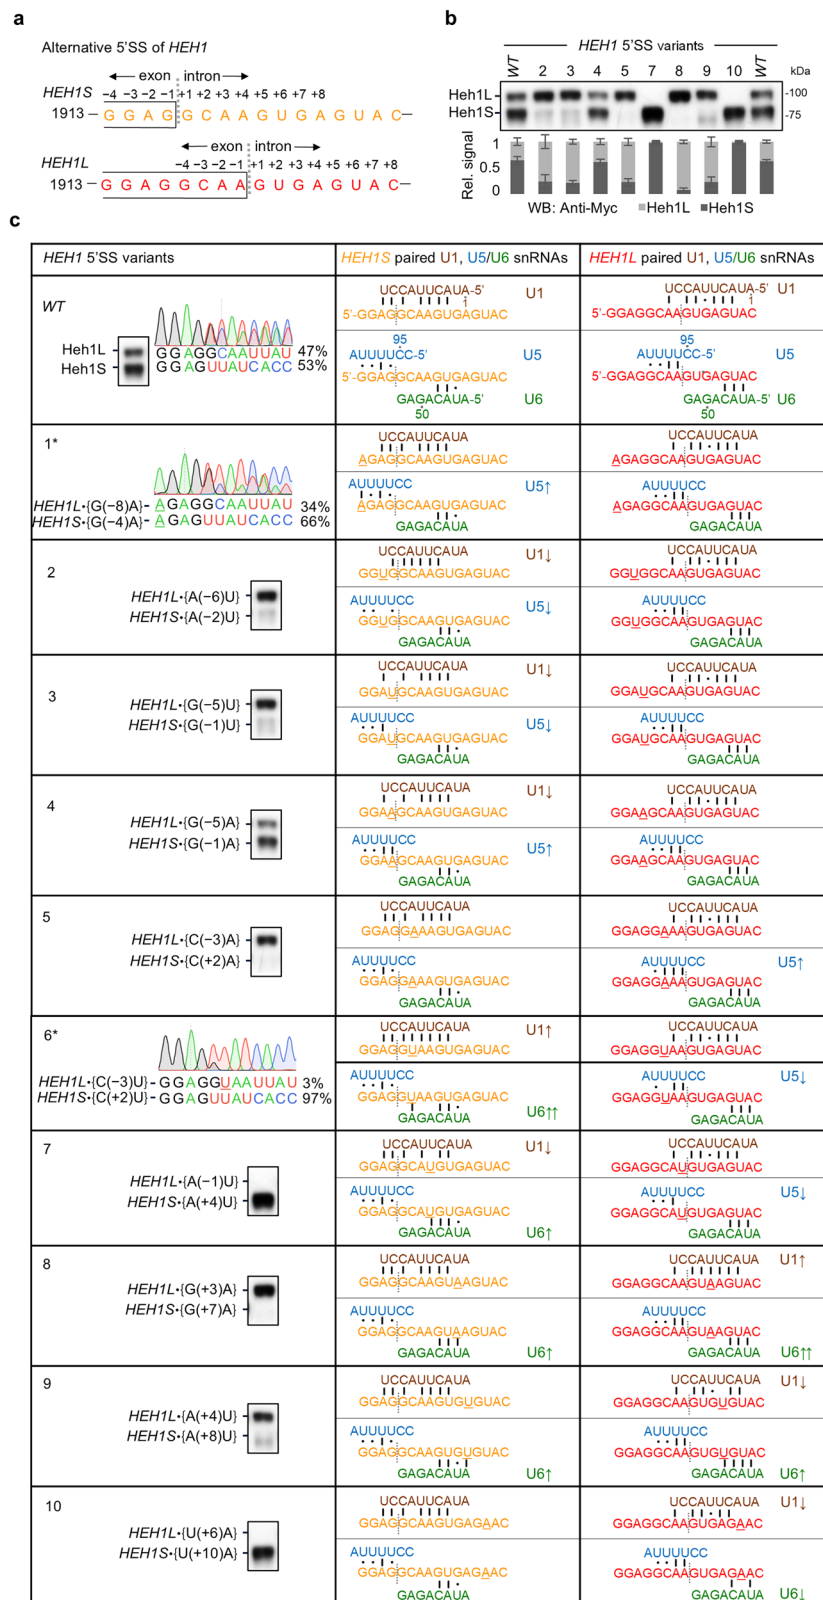 a
Alternative 5'SS of HEH1
exon intron
HEH1S −4 −3 −2 −1 +1 +2 +3 +4 +5 +6 +7 +8
1913 G G A G G C A A G U G A G U A C
exon intron
HEH1L −4 −3 −2 −1 +1 +2 +3 +4 +5 +6 +7 +8
1913 G G A G G C A A G U G A G U A C
b
HEH1 5'SS variants
WT 2 3 4 5 7 8 9 10 WT kDa
Heh1L -100
Heh1S -75
Rel. signal
1
0.5
0
WB: Anti-Myc Heh1L Heh1S
c
HEH1 5'SS variants HEH1S paired U1, U5/U6 snRNAs HEH1L paired U1, U5/U6 snRNAs
WT
Heh1L G G A G G C A A U U A U 47%
Heh1S G G A G U U A U C A C C 53%
UCCAUUCAUA-5' U1
1
5'-GGAGGCAAGUGAGUAC
95
AUUUUCC-5' U5
5'-GGAGGCAAGUGAGUAC
GAGACAUA-5' U6
50
UCCAUUCAUA-5' U1
1
5'-GGAGGCAAGUGAGUAC
95
AUUUUCC-5' U5
5'-GGAGGCAAGUGAGUAC
GAGACAUA-5' U6
50
1*
HEH1L·{G(−8)A}- A G A G G C A A U U A U 34%
HEH1S·{G(−4)A}- A G A G U U A U C A C C 66%
UCCAUUCAUA
AGAGGCAAGUGAGUAC
AUUUUCC U5↑
AGAGGCAAGUGAGUAC
GAGACAUA
UCCAUUCAUA
AGAGGCAAGUGAGUAC
AUUUUCC
AGAGGCAAGUGAGUAC
GAGACAUA
2
HEH1L·{A(−6)U}
HEH1S·{A(−2)U}
UCCAUUCAUA U1↓
GGUGGCAAGUGAGUAC
AUUUUCC U5↓
GGUGGCAAGUGAGUAC
GAGACAUA
UCCAUUCAUA
GGUGGCAAGUGAGUAC
AUUUUCC
GGUGGCAAGUGAGUAC
GAGACAUA
3
HEH1L·{G(−5)U}
HEH1S·{G(−1)U}
UCCAUUCAUA U1↓
GGAUGCAAGUGAGUAC
AUUUUCC U5↓
GGAUGCAAGUGAGUAC
GAGACAUA
UCCAUUCAUA
GGAUGCAAGUGAGUAC
AUUUUCC
GGAUGCAAGUGAGUAC
GAGACAUA
4
HEH1L·{G(−5)A}
HEH1S·{G(−1)A}
UCCAUUCAUA U1↓
GGAAGCAAGUGAGUAC
AUUUUCC U5↑
GGAAGCAAGUGAGUAC
GAGACAUA
UCCAUUCAUA
GGAAGCAAGUGAGUAC
AUUUUCC
GGAAGCAAGUGAGUAC
GAGACAUA
5
HEH1L·{C(−3)A}
HEH1S·{C(+2)A}
UCCAUUCAUA
GGAGGAAAGUGAGUAC
AUUUUCC
GGAGGAAAGUGAGUAC
GAGACAUA
UCCAUUCAUA
GGAGGAAAGUGAGUAC
AUUUUCC U5↑
GGAGGAAAGUGAGUAC
GAGACAUA
6*
HEH1L·{C(−3)U}- G G A G G U A A U U A U 3%
HEH1S·{C(+2)U}- G G A G U U A U C A C C 97%
UCCAUUCAUA U1↑
GGAGGUAAGUGAGUAC
AUUUUCC
GGAGGUAAGUGAGUAC
GAGACAUA U6↑↑
UCCAUUCAUA
GGAGGUAAGUGAGUAC
AUUUUCC U5↓
GGAGGUAAGUGAGUAC
GAGACAUA
7
HEH1L·{A(−1)U}
HEH1S·{A(+4)U}
UCCAUUCAUA U1↓
GGAGGCAUGUGAGUAC
AUUUUCC
GGAGGCAUGUGAGUAC
GAGACAUA U6↑
UCCAUUCAUA
GGAGGCAUGUGAGUAC
AUUUUCC U5↓
GGAGGCAUGUGAGUAC
GAGACAUA
8
HEH1L·{G(+3)A}
HEH1S·{G(+7)A}
UCCAUUCAUA
GGAGGCAAGUAAGUAC
AUUUUCC
GGAGGCAAGUAAGUAC
GAGACAUA U6↑
UCCAUUCAUA U1↑
GGAGGCAAGUAAGUAC
AUUUUCC
GGAGGCAAGUAAGUAC
GAGACAUA U6↑↑
9
HEH1L·{A(+4)U}
HEH1S·{A(+8)U}
UCCAUUCAUA
GGAGGCAAGUGUGUAC
AUUUUCC
GGAGGCAAGUGUGUAC
GAGACAUA U6↑
UCCAUUCAUA U1↓
GGAGGCAAGUGUGUAC
AUUUUCC
GGAGGCAAGUGUGUAC
GAGACAUA U6↑
10
HEH1L·{U(+6)A}
HEH1S·{U(+10)A}
UCCAUUCAUA
GGAGGCAAGUGAGAAC
AUUUUCC
GGAGGCAAGUGAGAAC
GAGACAUA
UCCAUUCAUA U1↓
GGAGGCAAGUGAGAAC
AUUUUCC
GGAGGCAAGUGAGAAC
GAGACAUA U6↓